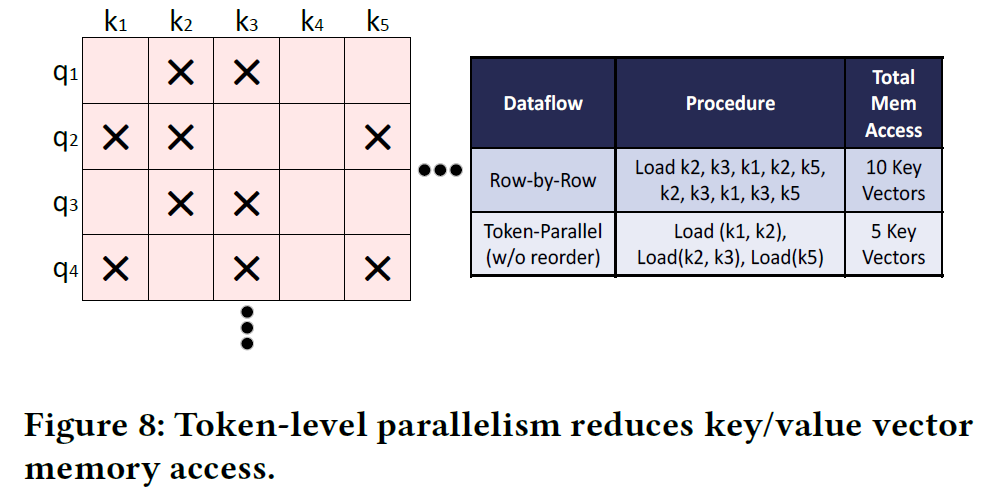 k1 k2 k3 k4 k5
q1
q2
q3
q4
Dataflow
Procedure
Total
Mem
Access
Row-by-Row
Load k2, k3, k1, k2, k5,
k2, k3, k1, k3, k5
10 Key
Vectors
Token-Parallel
(w/o reorder)
Load (k1, k2),
Load(k2, k3), Load(k5)
5 Key
Vectors
Figure 8: Token-level parallelism reduces key/value vector
memory access.